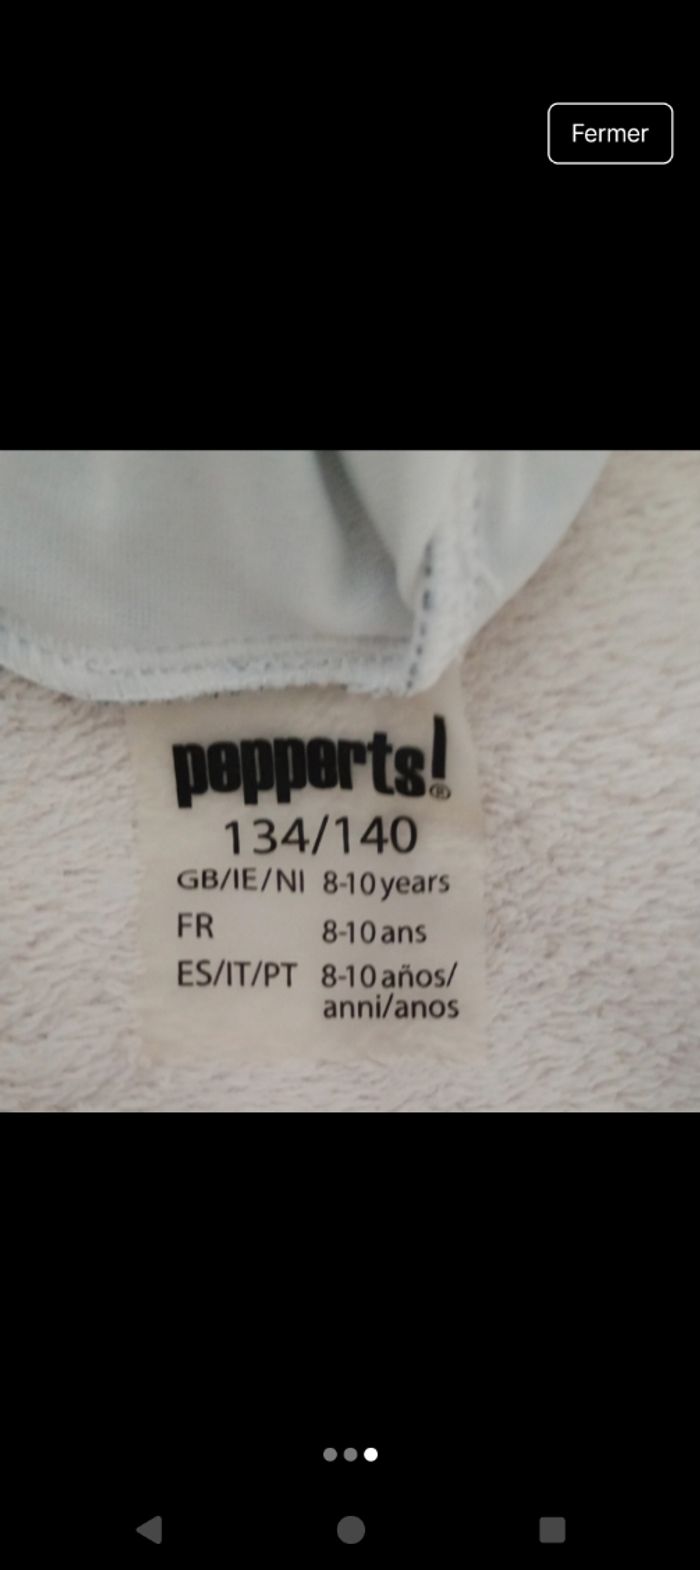 Fermer
pepperts!®
134/140
GB/IE/NI 8-10 years
FR 8-10 ans
ES/IT/PT 8-10 años/
anni/anos